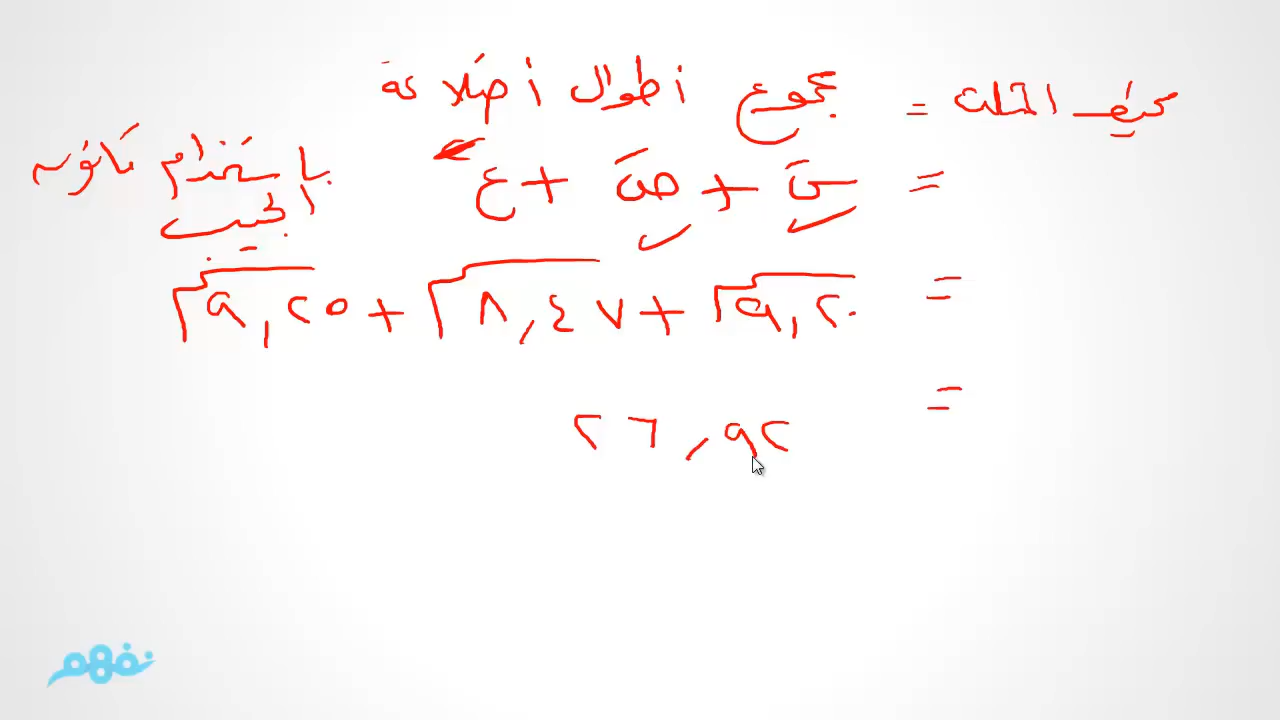 محيط المثلث = مجموع أطوال أضلاعه
= سَ + صَ + عَ باستخدام قانون الجيب
= √٩,٢٠ + √٨,٤٧ + √٩,٢٥
= ٢٦,٩٢
نفهم